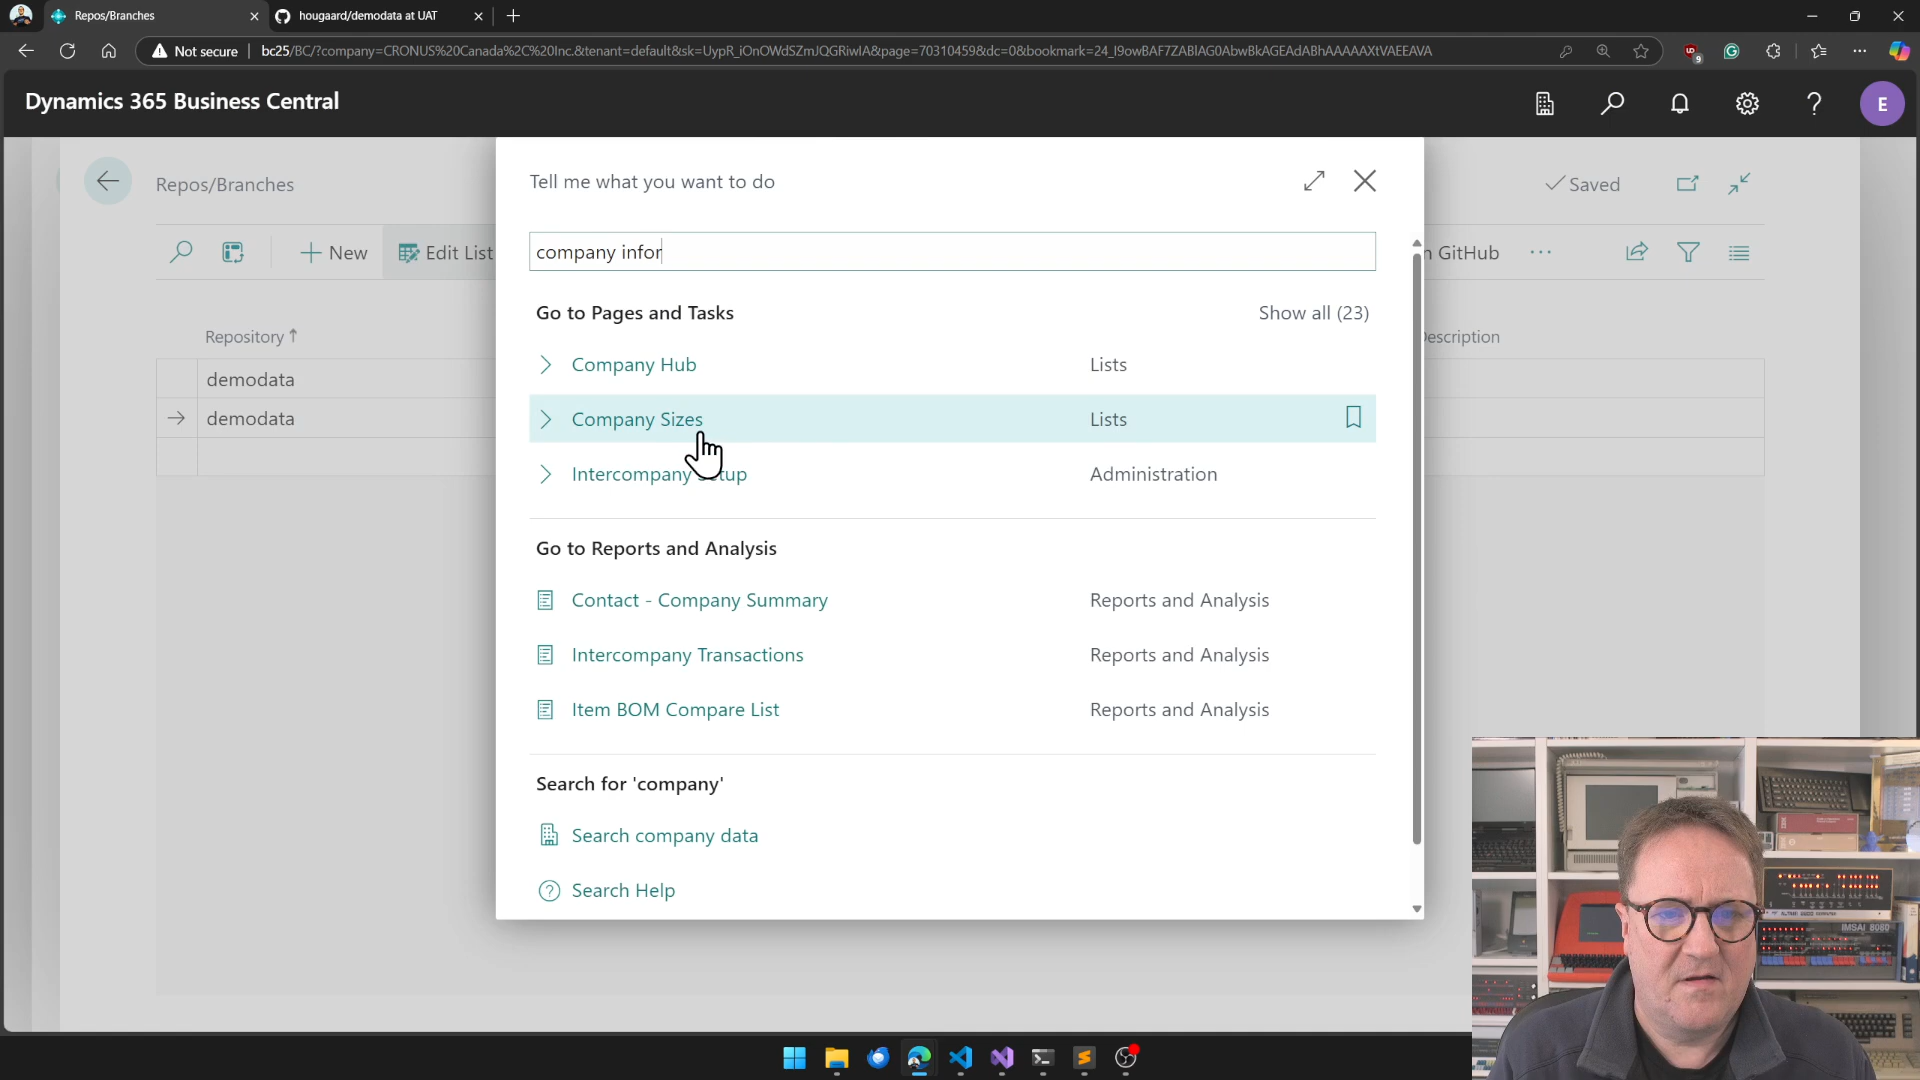 Repos/Branches
hougaard/demodata at UAT
Not secure
bc25/BC/?company=CRONUS%20Canada%2C%20Inc.&tenant=default&sk=UypR_iOnOWdSZmJQGRiwIA&page=70310459&dc=0&bookmark=24_I9owBAF7ZABlAG0AbwBkAGEAdABhAAAAAXtVAEEAVA
9
Dynamics 365 Business Central
E
Repos/Branches
Saved
New
Edit List
n GitHub
Repository
Description
demodata
demodata
Tell me what you want to do
company infor
Go to Pages and Tasks
Show all (23)
Company Hub
Lists
Company Sizes
Lists
Intercompany Setup
Administration
Go to Reports and Analysis
Contact - Company Summary
Reports and Analysis
Intercompany Transactions
Reports and Analysis
Item BOM Compare List
Reports and Analysis
Search for 'company'
Search company data
Search Help
IMSAI 8080